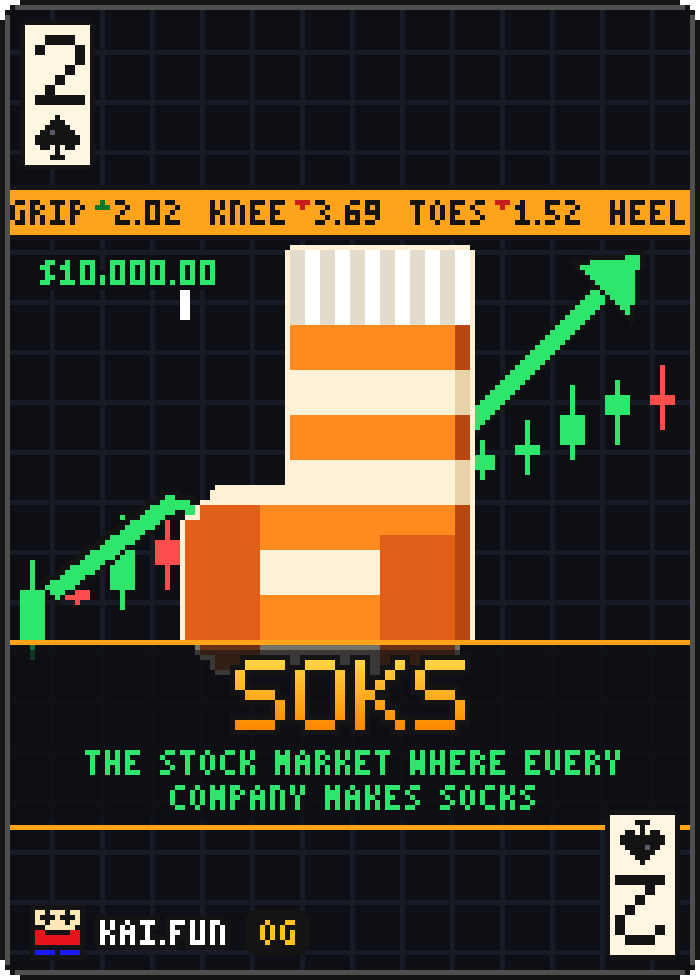 2
GRIP 2.02 KNEE 3.69 TOES 1.52 HEEL
$10,000.00
SOKS
THE STOCK MARKET WHERE EVERY
COMPANY MAKES SOCKS
2
KAI.FUN OG